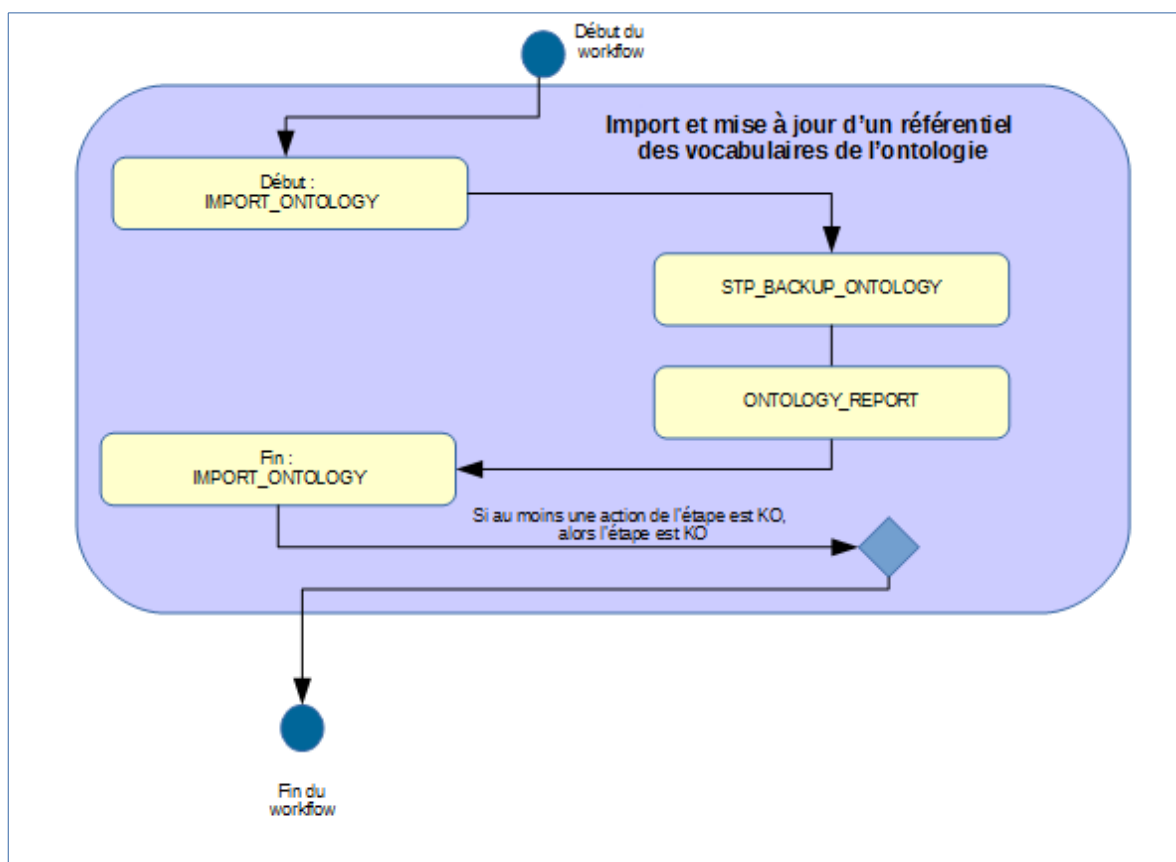 Début du
workflow
Import et mise à jour d'un référentiel
des vocabulaires de l'ontologie
Début :
IMPORT_ONTOLOGY
STP_BACKUP_ONTOLOGY
ONTOLOGY_REPORT
Fin :
IMPORT_ONTOLOGY
Si au moins une action de l'étape est KO,
alors l'étape est KO
Fin du
workflow